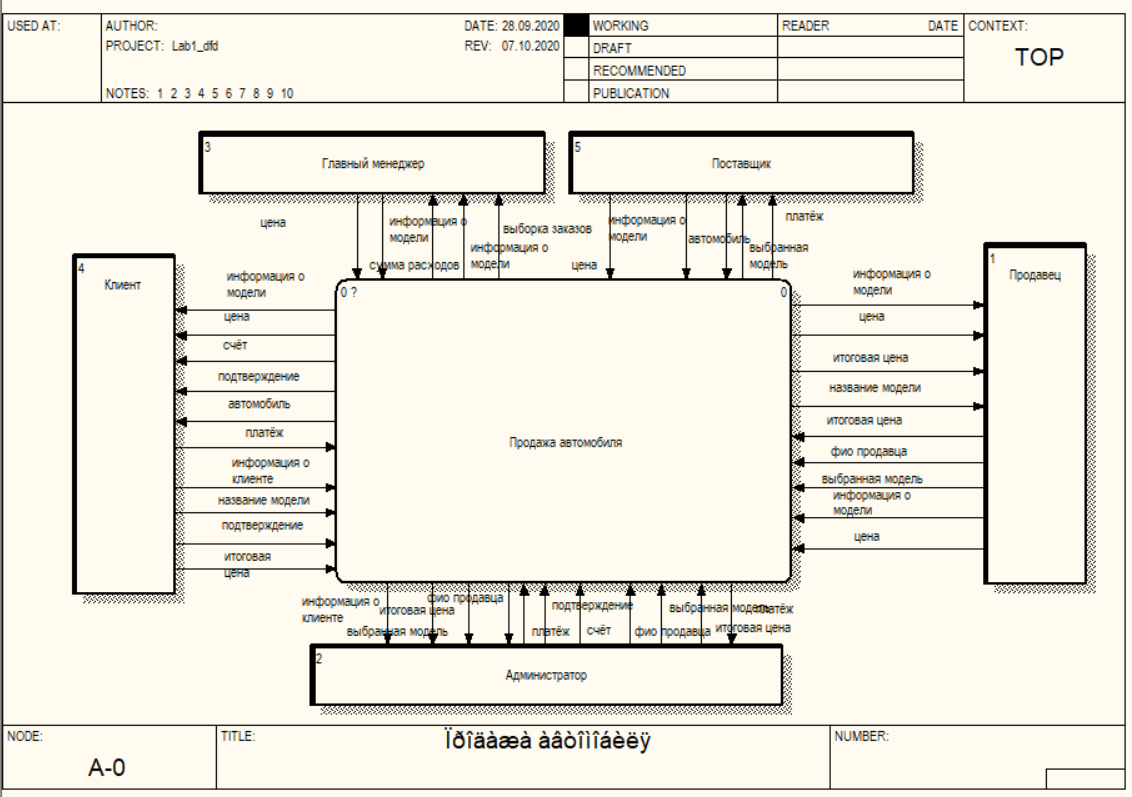 USED AT:
AUTHOR:
DATE: 28.09.2020
WORKING
READER
DATE
CONTEXT:
PROJECT: Lab1_dfd
REV: 07.10.2020
DRAFT
TOP
RECOMMENDED
NOTES: 1 2 3 4 5 6 7 8 9 10
PUBLICATION
3
Главный менеджер
5
Поставщик
цена
информация о
модели
сумма расходов
информация о
модели
выборка заказов
цена
информация о
модели
автомобиль
выбранная
модель
платёж
4
Клиент
информация о
модели
цена
счёт
подтверждение
автомобиль
платёж
информация о
клиенте
название модели
подтверждение
итоговая
цена
0 ?
0
Продажа автомобиля
1
Продавец
информация о
модели
цена
итоговая цена
название модели
итоговая цена
фио продавца
выбранная модель
информация о
модели
цена
информация о
клиенте
выбранная модель
итоговая цена
фио продавца
платёж
подтверждение
счёт
фио продавца
выбранная модель
платёж
итоговая цена
2
Администратор
NODE:
TITLE:
Ïðîäàæà àâòîìîáèëÿ
NUMBER:
A-0